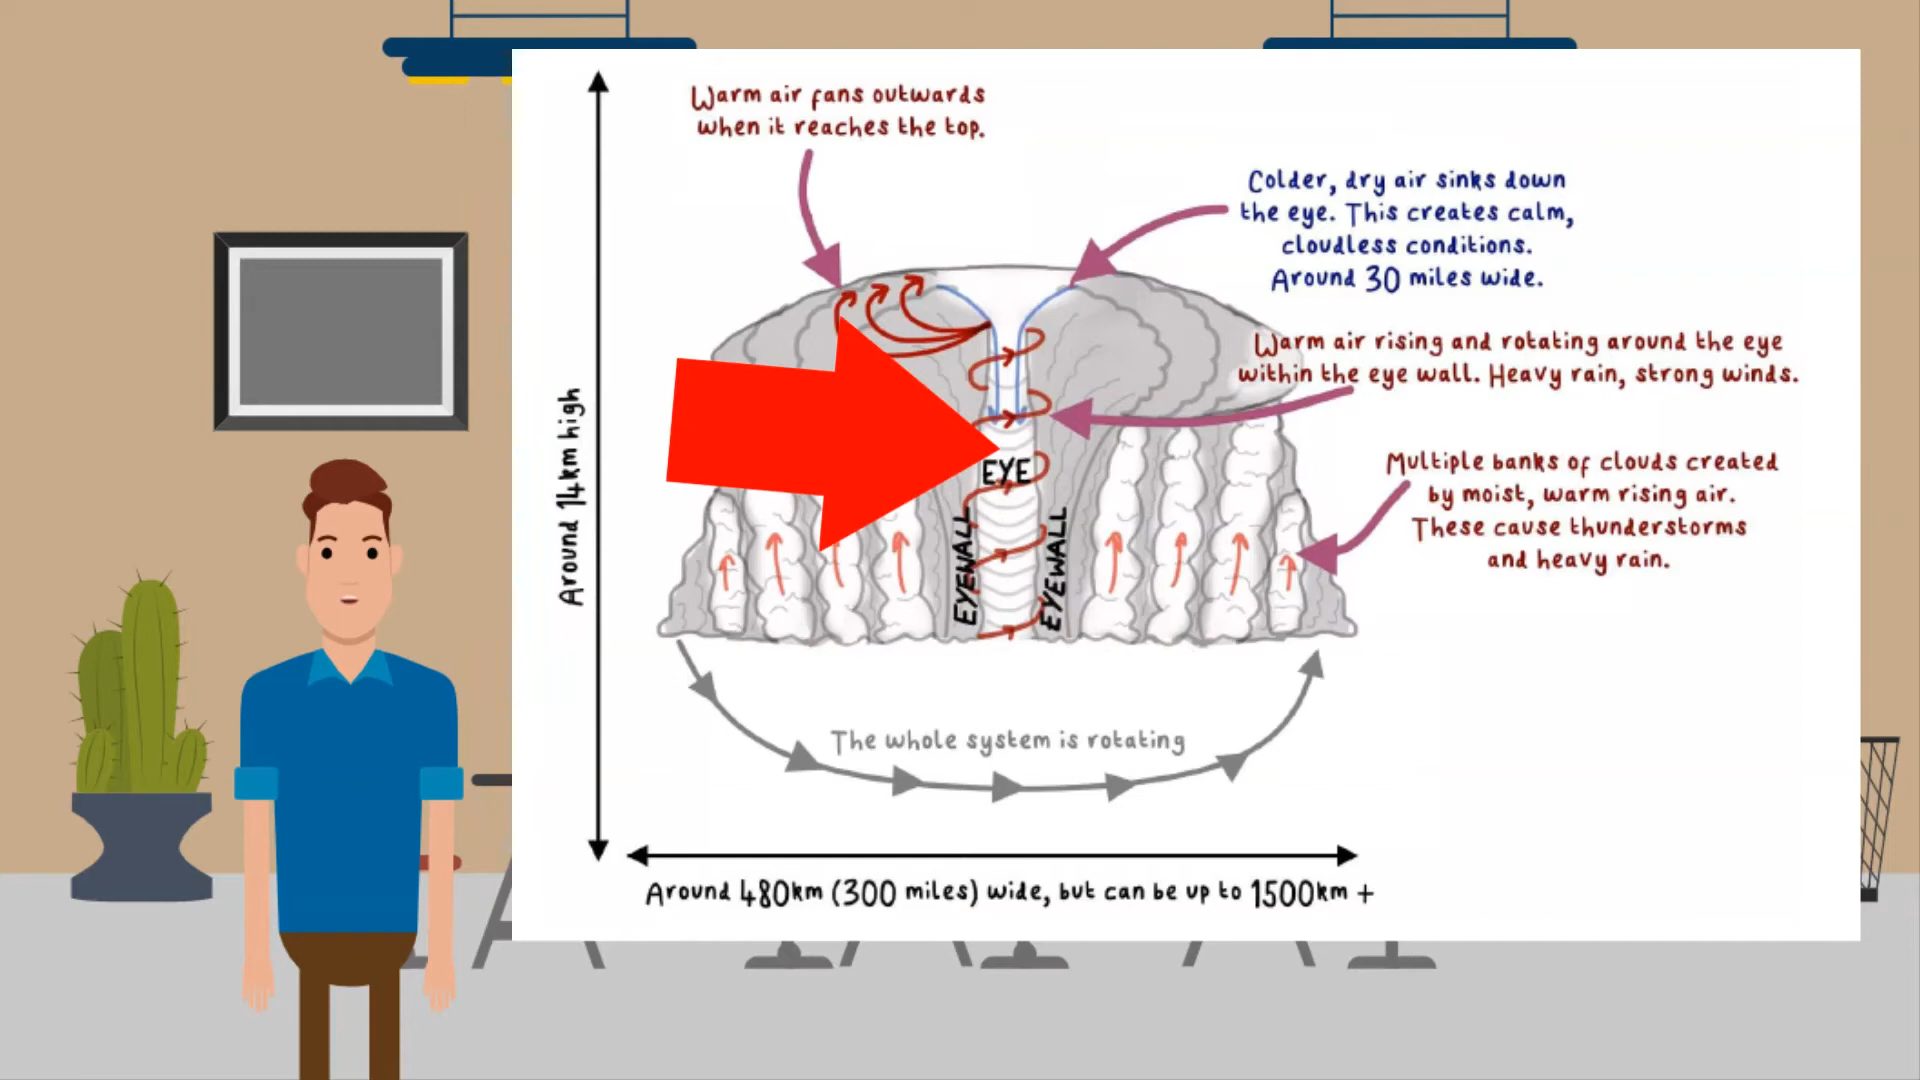 Warm air fans outwards
when it reaches the top.
Colder, dry air sinks down
the eye. This creates calm,
cloudless conditions.
Around 30 miles wide.
Warm air rising and rotating around the eye
within the eye wall. Heavy rain, strong winds.
Multiple banks of clouds created
by moist, warm rising air.
These cause thunderstorms
and heavy rain.
Around 14km high
EYE
EYEWALL
EYEWALL
The whole system is rotating
Around 480km (300 miles) wide, but can be up to 1500km +